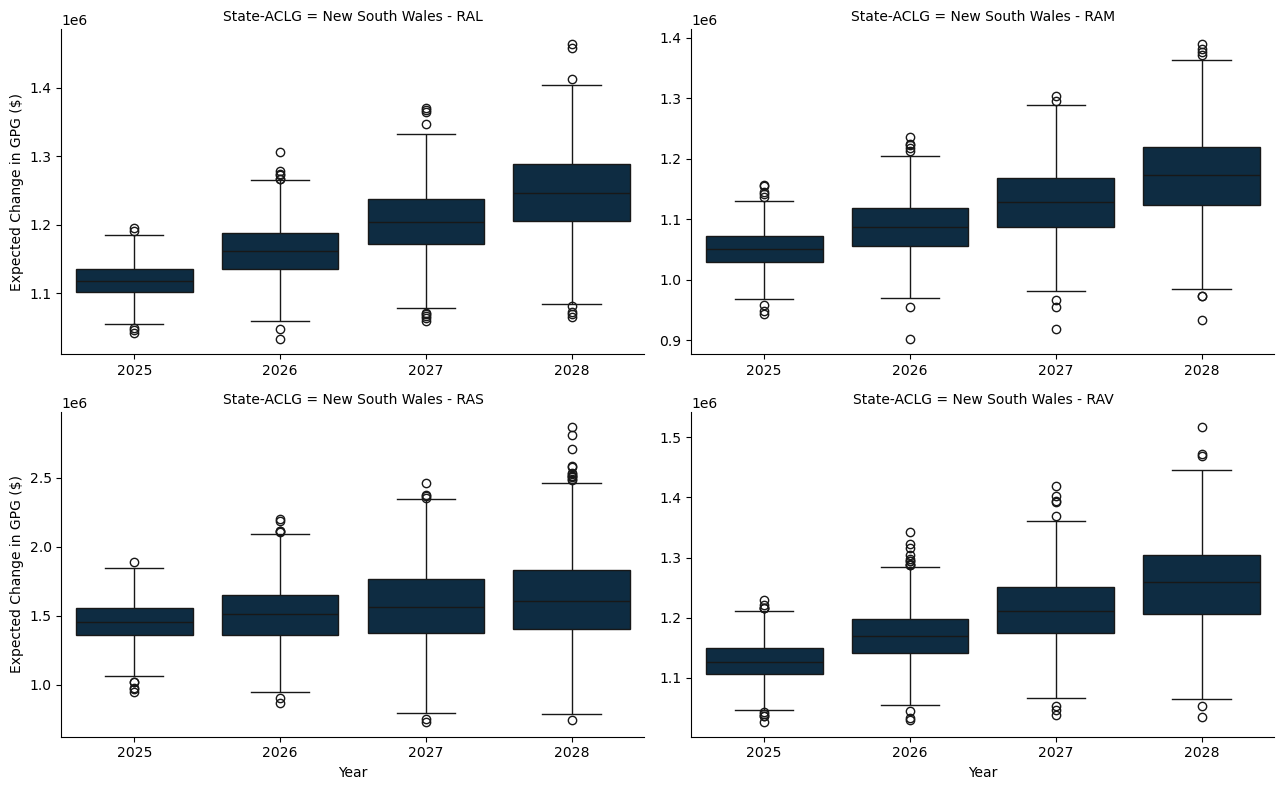 State-ACLG = New South Wales - RAL
1e6
Expected Change in GPG ($)
1.4
1.3
1.2
1.1
2025 2026 2027 2028
State-ACLG = New South Wales - RAM
1e6
1.4
1.3
1.2
1.1
1.0
0.9
2025 2026 2027 2028
State-ACLG = New South Wales - RAS
1e6
Expected Change in GPG ($)
2.5
2.0
1.5
1.0
2025 2026 2027 2028
Year
State-ACLG = New South Wales - RAV
1e6
1.5
1.4
1.3
1.2
1.1
2025 2026 2027 2028
Year